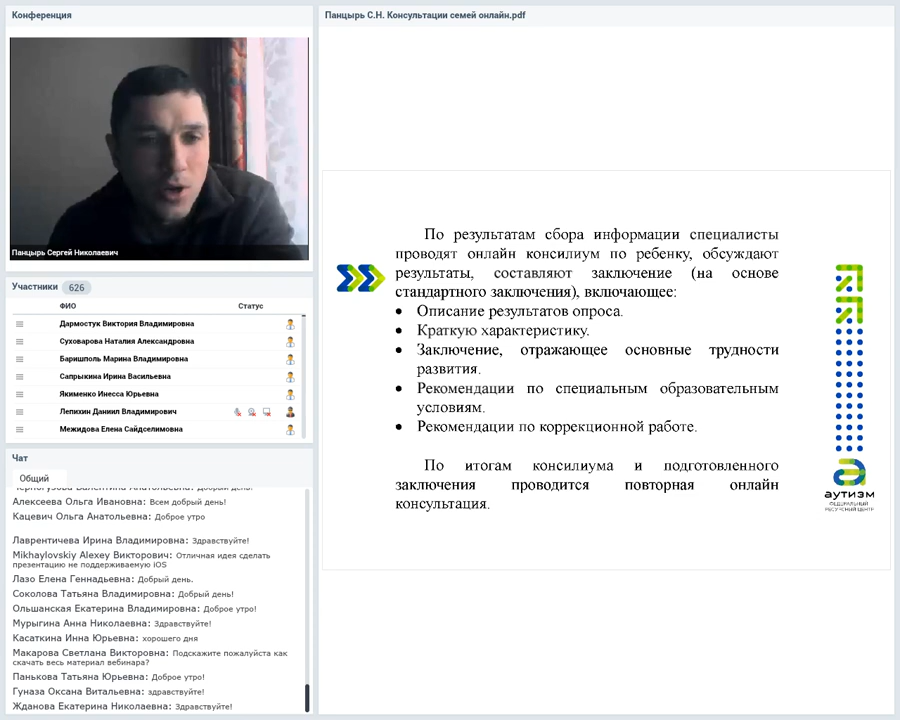 Конференция
Панцырь Сергей Николаевич
Участники 626
ФИО Статус
Дармостук Виктория Владимировна
Суховарова Наталия Александровна
Баришполь Марина Владимировна
Сапрыкина Ирина Васильевна
Якименко Инесса Юрьевна
Лепихин Даниил Владимирович
Межидова Елена Сайдселимовна
Чат
Общий
Алексеева Ольга Ивановна: Всем добрый день!
Кацевич Ольга Анатольевна: Доброе утро
Лаврентичева Ирина Владимировна: Здравствуйте!
Mikhaylovskiy Alexey Викторович: Отличная идея сделать
презентацию не поддерживаемую iOS
Лазо Елена Геннадьевна: Добрый день.
Соколова Татьяна Владимировна: Добрый день!
Ольшанская Екатерина Владимировна: Доброе утро!
Мурыгина Анна Николаевна: Здравствуйте!
Касаткина Инна Юрьевна: хорошего дня
Макарова Светлана Викторовна: Подскажите пожалуйста как
скачать весь материал вебинара?
Панькова Татьяна Юрьевна: Доброе утро!
Гуназа Оксана Витальевна: здравствуйте!
Жданова Екатерина Николаевна: Здравствуйте!
Панцырь С.Н. Консультации семей онлайн.pdf
По результатам сбора информации специалисты
проводят онлайн консилиум по ребенку, обсуждают
результаты, составляют заключение (на основе
стандартного заключения), включающее:
• Описание результатов опроса.
• Краткую характеристику.
• Заключение, отражающее основные трудности
развития.
• Рекомендации по специальным образовательным
условиям.
• Рекомендации по коррекционной работе.
По итогам консилиума и подготовленного
заключения проводится повторная онлайн
консультация.
аутизм
ФЕДЕРАЛЬНЫЙ
РЕСУРСНЫЙ ЦЕНТР